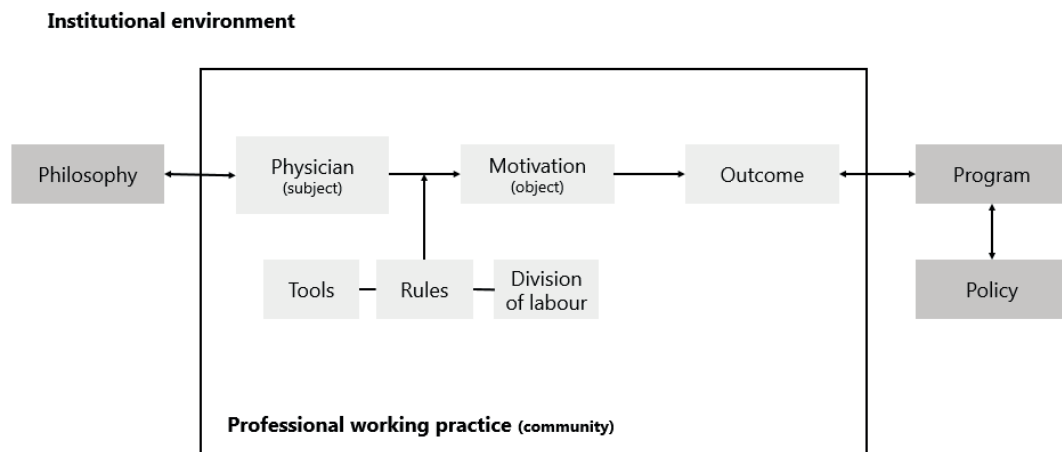 Institutional environment
Philosophy
Physician
(subject)
Motivation
(object)
Outcome
Program
Tools
Rules
Division
of labour
Policy
Professional working practice (community)